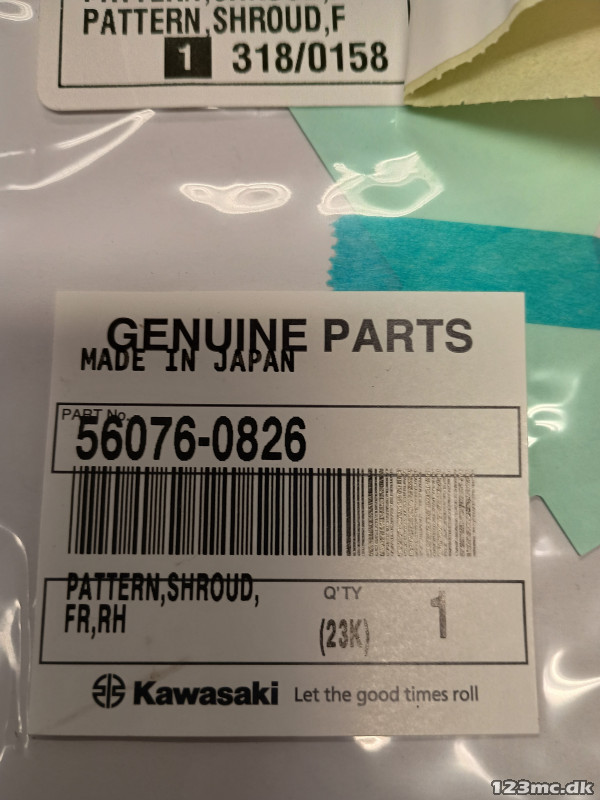 PATTERN,SHROUD,F
1 318/0158
GENUINE PARTS
MADE IN JAPAN
PART No.
56076-0826
PATTERN,SHROUD,
FR,RH
Q'TY
(23K)
1
Kawasaki Let the good times roll
123mc.dk